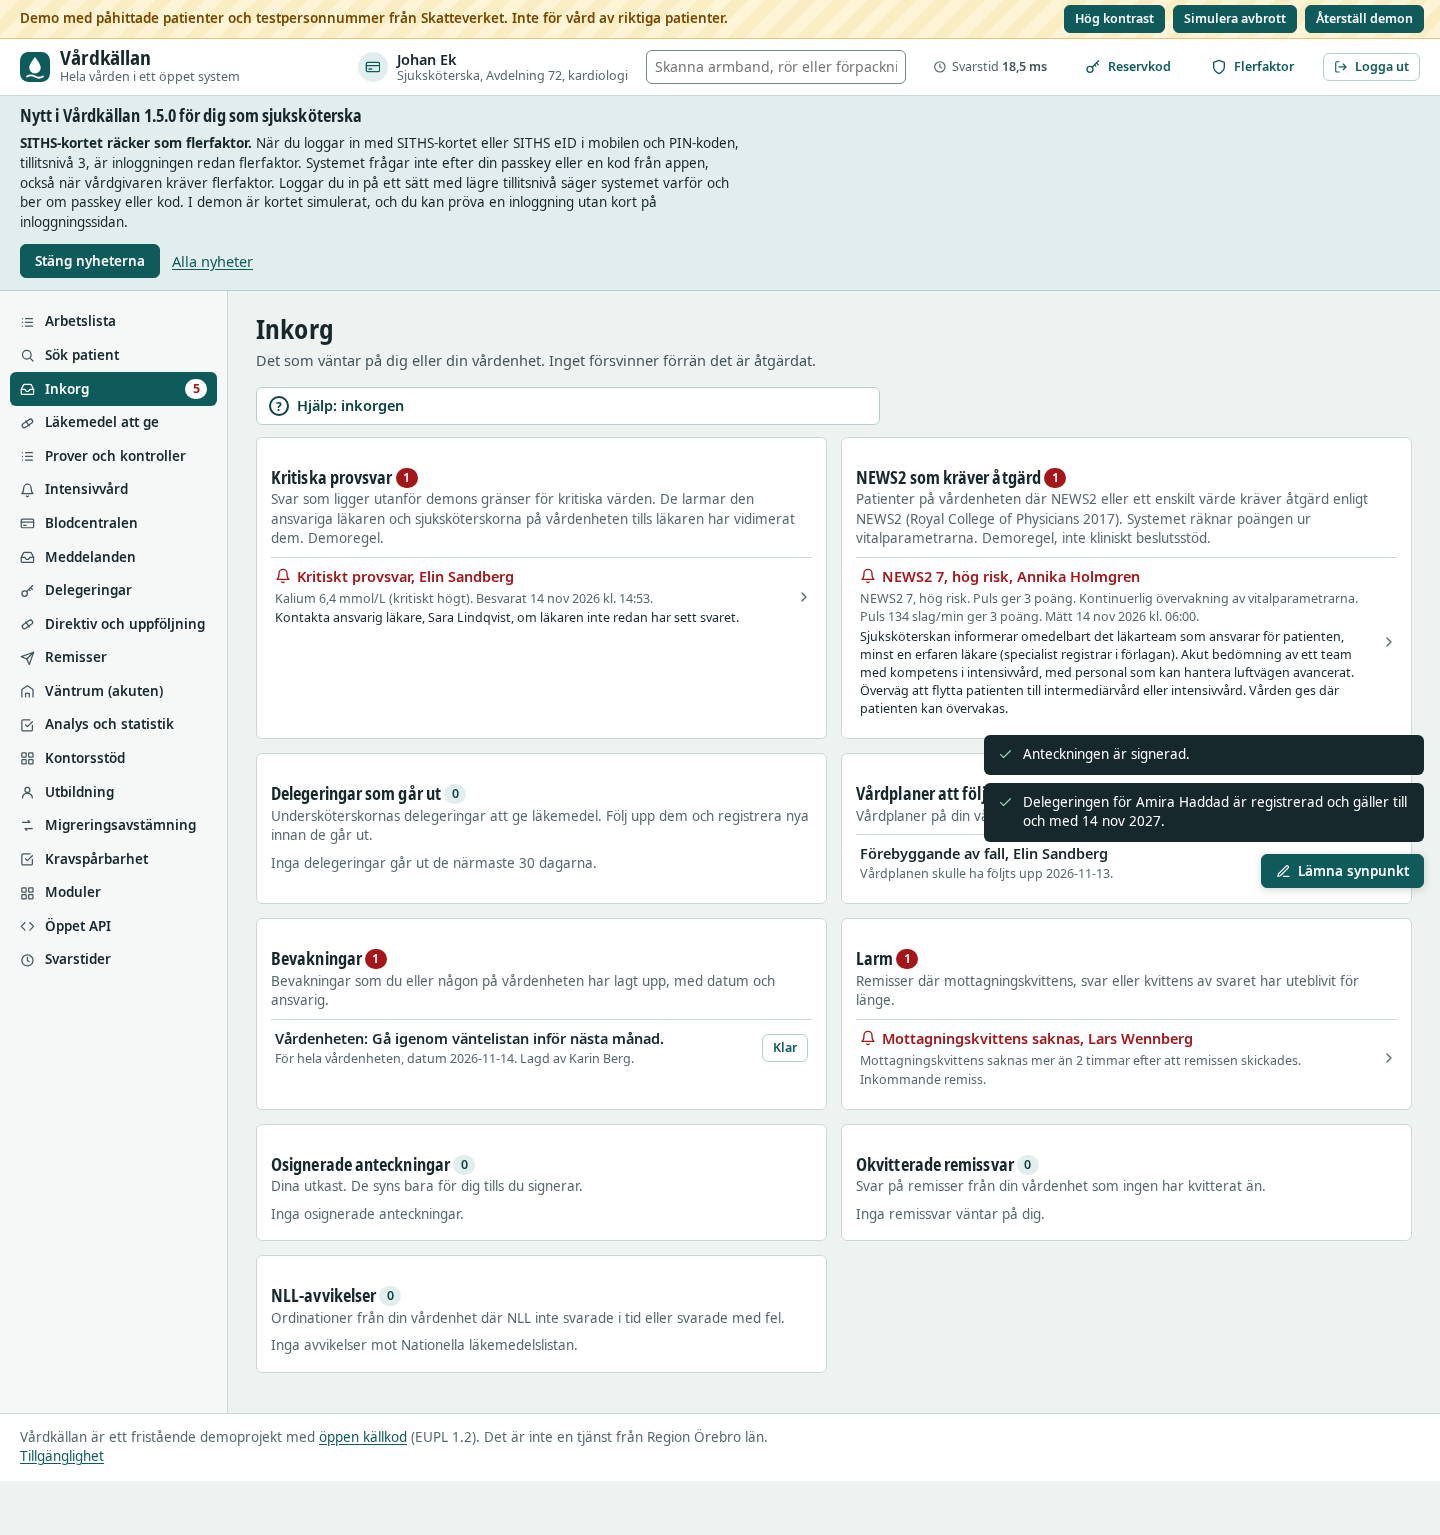 Demo med påhittade patienter och testpersonnummer från Skatteverket. Inte för vård av riktiga patienter.
Hög kontrast
Simulera avbrott
Återställ demon
Vårdkällan
Hela vården i ett öppet system
Johan Ek
Sjuksköterska, Avdelning 72, kardiologi
Skanna armband, rör eller förpackni
Svarstid 18,5 ms
Reservkod
Flerfaktor
Logga ut
Nytt i Vårdkällan 1.5.0 för dig som sjuksköterska
SITHS-kortet räcker som flerfaktor. När du loggar in med SITHS-kortet eller SITHS eID i mobilen och PIN-koden,
tillitsnivå 3, är inloggningen redan flerfaktor. Systemet frågar inte efter din passkey eller en kod från appen,
också när vårdgivaren kräver flerfaktor. Loggar du in på ett sätt med lägre tillitsnivå säger systemet varför och
ber om passkey eller kod. I demon är kortet simulerat, och du kan pröva en inloggning utan kort på
inloggningssidan.
Stäng nyheterna
Alla nyheter
Arbetslista
Sök patient
Inkorg 5
Läkemedel att ge
Prover och kontroller
Intensivvård
Blodcentralen
Meddelanden
Delegeringar
Direktiv och uppföljning
Remisser
Väntrum (akuten)
Analys och statistik
Kontorsstöd
Utbildning
Migreringsavstämning
Kravspårbarhet
Moduler
Öppet API
Svarstider
Inkorg
Det som väntar på dig eller din vårdenhet. Inget försvinner förrän det är åtgärdat.
? Hjälp: inkorgen
Kritiska provsvar 1
Svar som ligger utanför demons gränser för kritiska värden. De larmar den
ansvariga läkaren och sjuksköterskorna på vårdenheten tills läkaren har vidimerat
dem. Demoregel.
Kritiskt provsvar, Elin Sandberg
Kalium 6,4 mmol/L (kritiskt högt). Besvarat 14 nov 2026 kl. 14:53.
Kontakta ansvarig läkare, Sara Lindqvist, om läkaren inte redan har sett svaret.
NEWS2 som kräver åtgärd 1
Patienter på vårdenheten där NEWS2 eller ett enskilt värde kräver åtgärd enligt
NEWS2 (Royal College of Physicians 2017). Systemet räknar poängen ur
vitalparametrarna. Demoregel, inte kliniskt beslutsstöd.
NEWS2 7, hög risk, Annika Holmgren
NEWS2 7, hög risk. Puls ger 3 poäng. Kontinuerlig övervakning av vitalparametrarna.
Puls 134 slag/min ger 3 poäng. Mätt 14 nov 2026 kl. 06:00.
Sjuksköterskan informerar omedelbart det läkarteam som ansvarar för patienten,
minst en erfaren läkare (specialist registrar i förlagan). Akut bedömning av ett team
med kompetens i intensivvård, med personal som kan hantera luftvägen avancerat.
Överväg att flytta patienten till intermediärvård eller intensivvård. Vården ges där
patienten kan övervakas.
Delegeringar som går ut 0
Undersköterskornas delegeringar att ge läkemedel. Följ upp dem och registrera nya
innan de går ut.
Inga delegeringar går ut de närmaste 30 dagarna.
Vårdplaner att följ
Vårdplaner på din vå
Förebyggande av fall, Elin Sandberg
Vårdplanen skulle ha följts upp 2026-11-13.
Anteckningen är signerad.
Delegeringen för Amira Haddad är registrerad och gäller till
och med 14 nov 2027.
Lämna synpunkt
Bevakningar 1
Bevakningar som du eller någon på vårdenheten har lagt upp, med datum och
ansvarig.
Vårdenheten: Gå igenom väntelistan inför nästa månad.
För hela vårdenheten, datum 2026-11-14. Lagd av Karin Berg.
Klar
Larm 1
Remisser där mottagningskvittens, svar eller kvittens av svaret har uteblivit för
länge.
Mottagningskvittens saknas, Lars Wennberg
Mottagningskvittens saknas mer än 2 timmar efter att remissen skickades.
Inkommande remiss.
Osignerade anteckningar 0
Dina utkast. De syns bara för dig tills du signerar.
Inga osignerade anteckningar.
Okvitterade remissvar 0
Svar på remisser från din vårdenhet som ingen har kvitterat än.
Inga remissvar väntar på dig.
NLL-avvikelser 0
Ordinationer från din vårdenhet där NLL inte svarade i tid eller svarade med fel.
Inga avvikelser mot Nationella läkemedelslistan.
Vårdkällan är ett fristående demoprojekt med öppen källkod (EUPL 1.2). Det är inte en tjänst från Region Örebro län.
Tillgänglighet